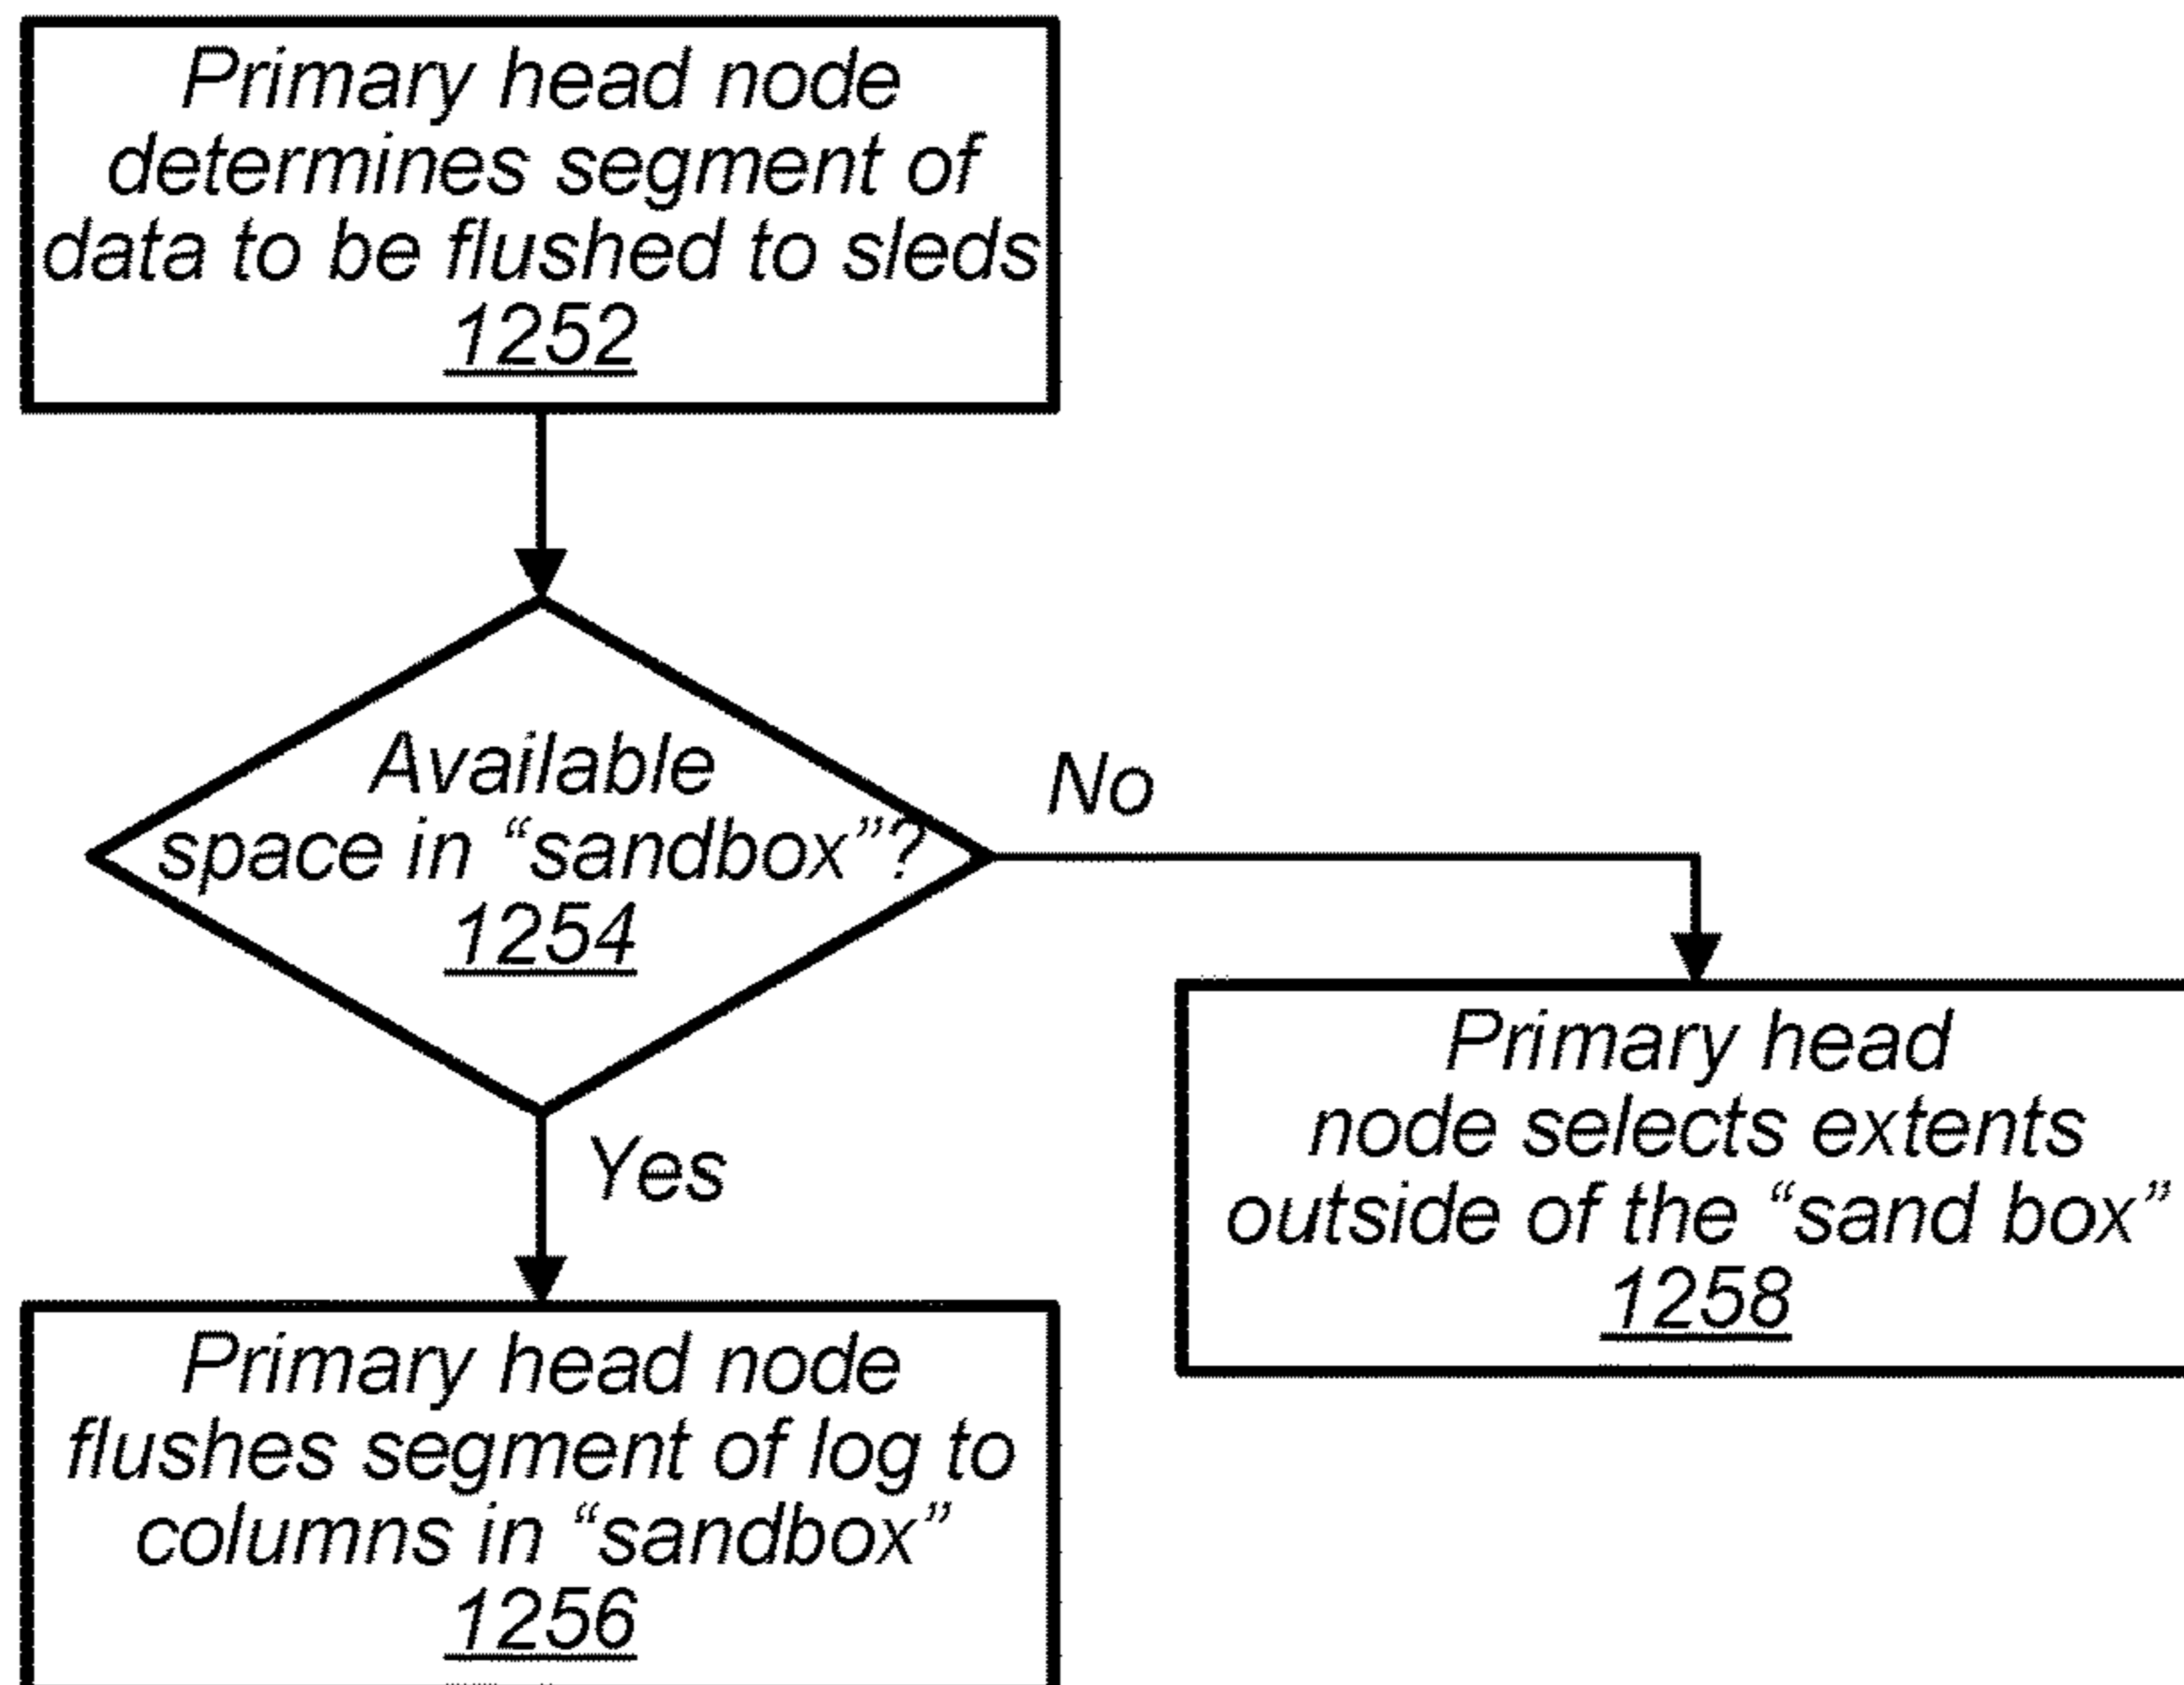 Primary head node
determines segment of
data to be flushed to sleds
1252
Available
space in “sandbox”?
1254
No
Yes
Primary head
node selects extents
outside of the “sand box”
1258
Primary head node
flushes segment of log to
columns in “sandbox”
1256